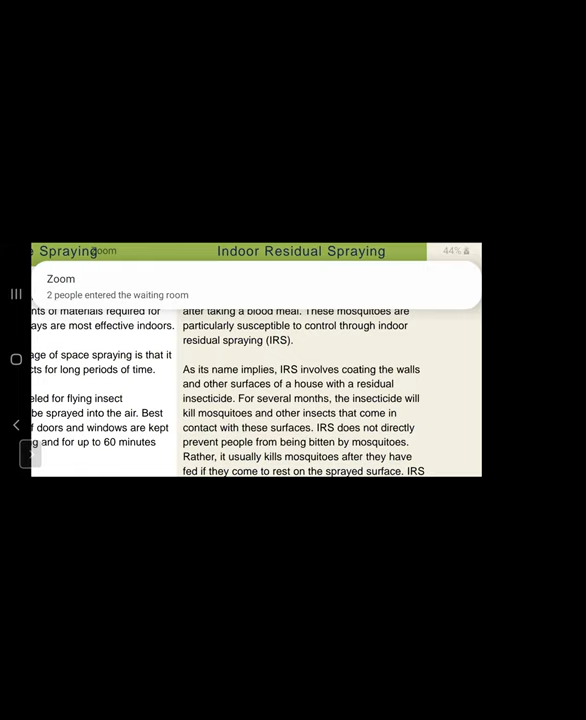 e Spraying
Zoom
Indoor Residual Spraying
44%
Zoom
2 people entered the waiting room
nts of materials required for
ays are most effective indoors.
age of space spraying is that it
cts for long periods of time.
eled for flying insect
be sprayed into the air. Best
f doors and windows are kept
g and for up to 60 minutes
after taking a blood meal. These mosquitoes are
particularly susceptible to control through indoor
residual spraying (IRS).
As its name implies, IRS involves coating the walls
and other surfaces of a house with a residual
insecticide. For several months, the insecticide will
kill mosquitoes and other insects that come in
contact with these surfaces. IRS does not directly
prevent people from being bitten by mosquitoes.
Rather, it usually kills mosquitoes after they have
fed if they come to rest on the sprayed surface. IRS